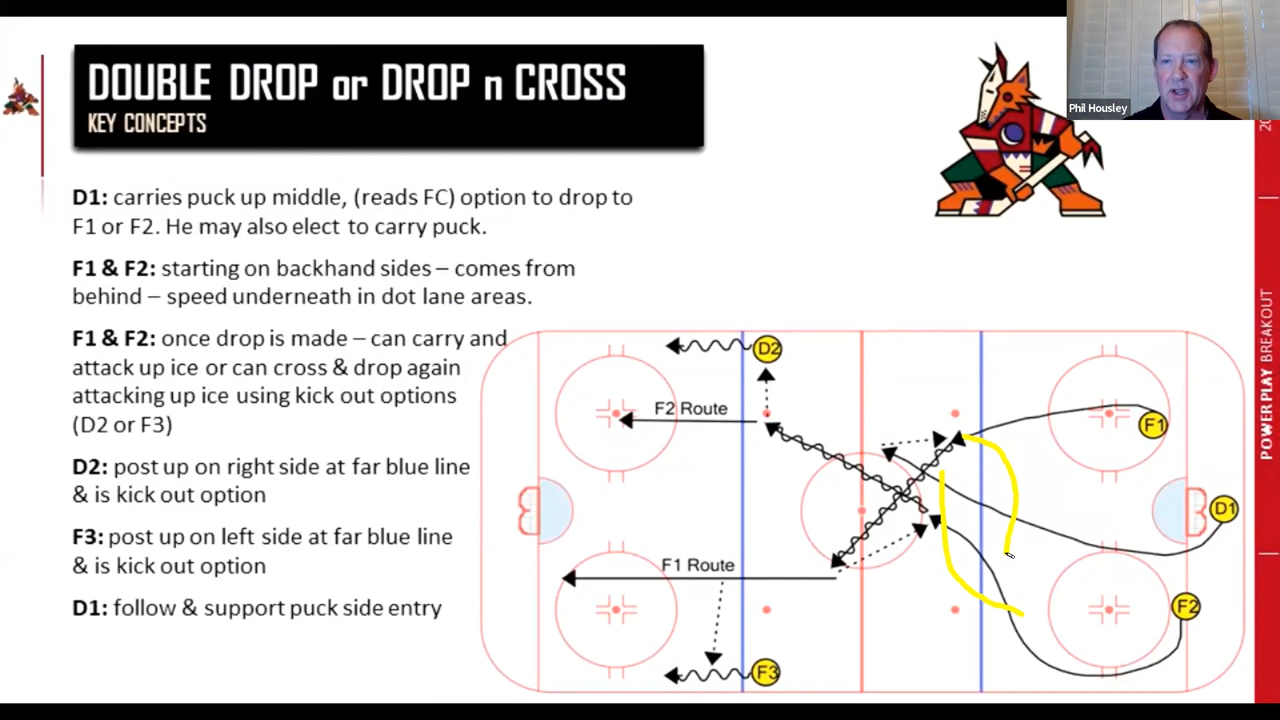 DOUBLE DROP or DROP n CROSS
KEY CONCEPTS
Phil Housley
D1: carries puck up middle, (reads FC) option to drop to
F1 or F2. He may also elect to carry puck.
F1 & F2: starting on backhand sides – comes from
behind – speed underneath in dot lane areas.
F1 & F2: once drop is made – can carry and
attack up ice or can cross & drop again
attacking up ice using kick out options
(D2 or F3)
D2: post up on right side at far blue line
& is kick out option
F3: post up on left side at far blue line
& is kick out option
D1: follow & support puck side entry
D2
F2 Route
F1
D1
F1 Route
F2
F3
POWER PLAY BREAKOUT